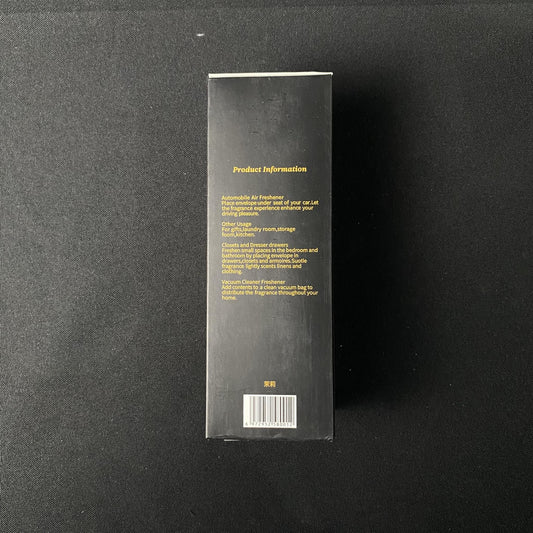 Product Information
Automobile Air Freshener
Place envelope under seat of your car.Let
the fragrance experience enhance your
driving pleasure.
Other Usage
For gifts,laundry room,storage
room,kitchen.
Closets and Dresser drawers
Freshen small spaces in the bedroom and
Bathroom by placing envelope in
drawers,closets and armoires.Suotle
fragrance lightly scents linens and
clothing.
Vacuum Cleaner Freshener
Add contents to a clean vacuum bag to
distribute the fragrance throughout your
home.
茉莉